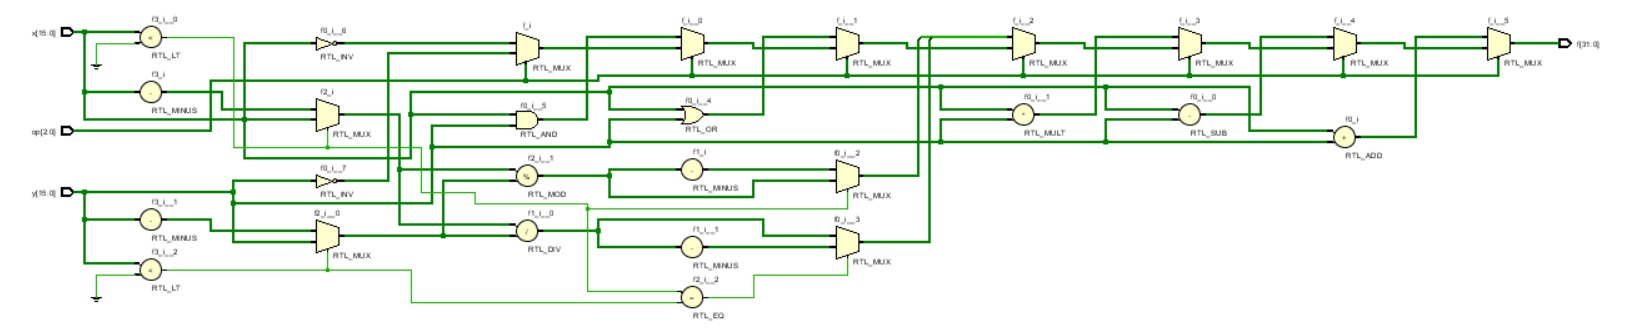 f3_i__0
<
RTL_LT
x[15:0]
f3_i
-
RTL_MINUS
op[2:0]
y[15:0]
f3_i__1
-
RTL_MINUS
f3_i__2
<
RTL_LT
f0_i__6
RTL_INV
f2_i
RTL_MUX
f0_i__7
RTL_INV
f2_i__0
RTL_MUX
f_i
RTL_MUX
f0_i__5
RTL_AND
f2_i__1
%
RTL_MOD
f1_i__0
/
RTL_DIV
f_i__0
RTL_MUX
f0_i__4
RTL_OR
f1_i
-
RTL_MINUS
f1_i__1
-
RTL_MINUS
f2_i__2
=
RTL_EQ
f_i__1
RTL_MUX
f0_i__2
RTL_MUX
f0_i__3
RTL_MUX
f_i__2
RTL_MUX
f0_i__1
RTL_MULT
f_i__3
RTL_MUX
f0_i__0
-
RTL_SUB
f_i__4
RTL_MUX
f0_i
+
RTL_ADD
f_i__5
RTL_MUX
f[31:0]